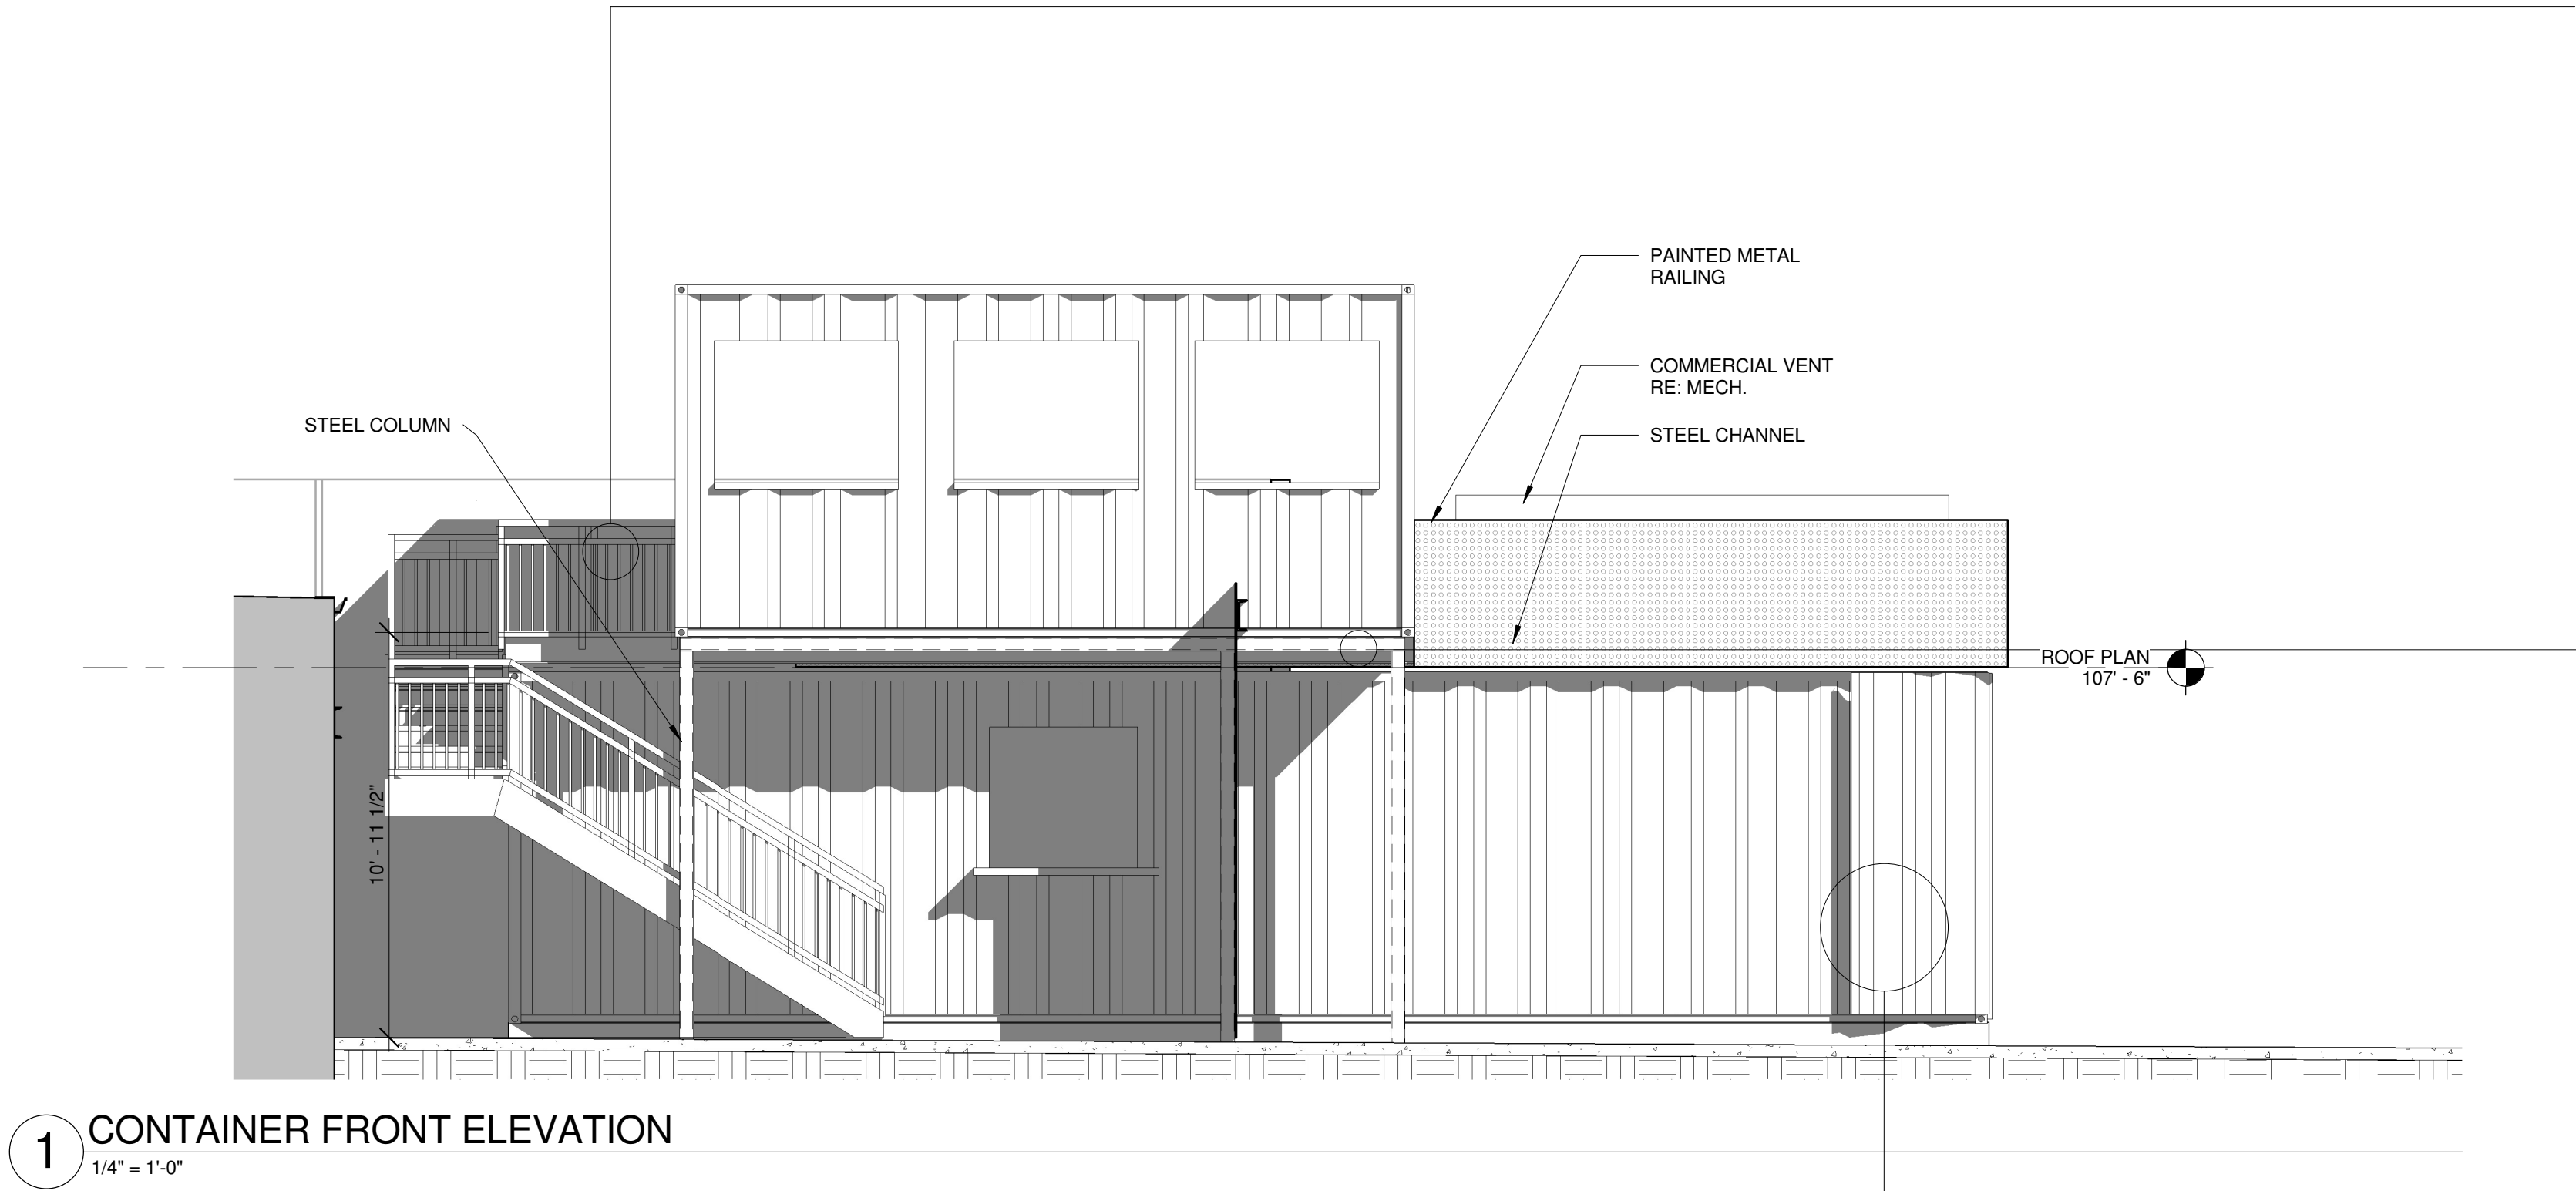 PAINTED METAL
RAILING
COMMERCIAL VENT
RE: MECH.
STEEL COLUMN
STEEL CHANNEL
ROOF PLAN
107' - 6"
10' - 11 1/2"
1
CONTAINER FRONT ELEVATION
1/4" = 1'-0"